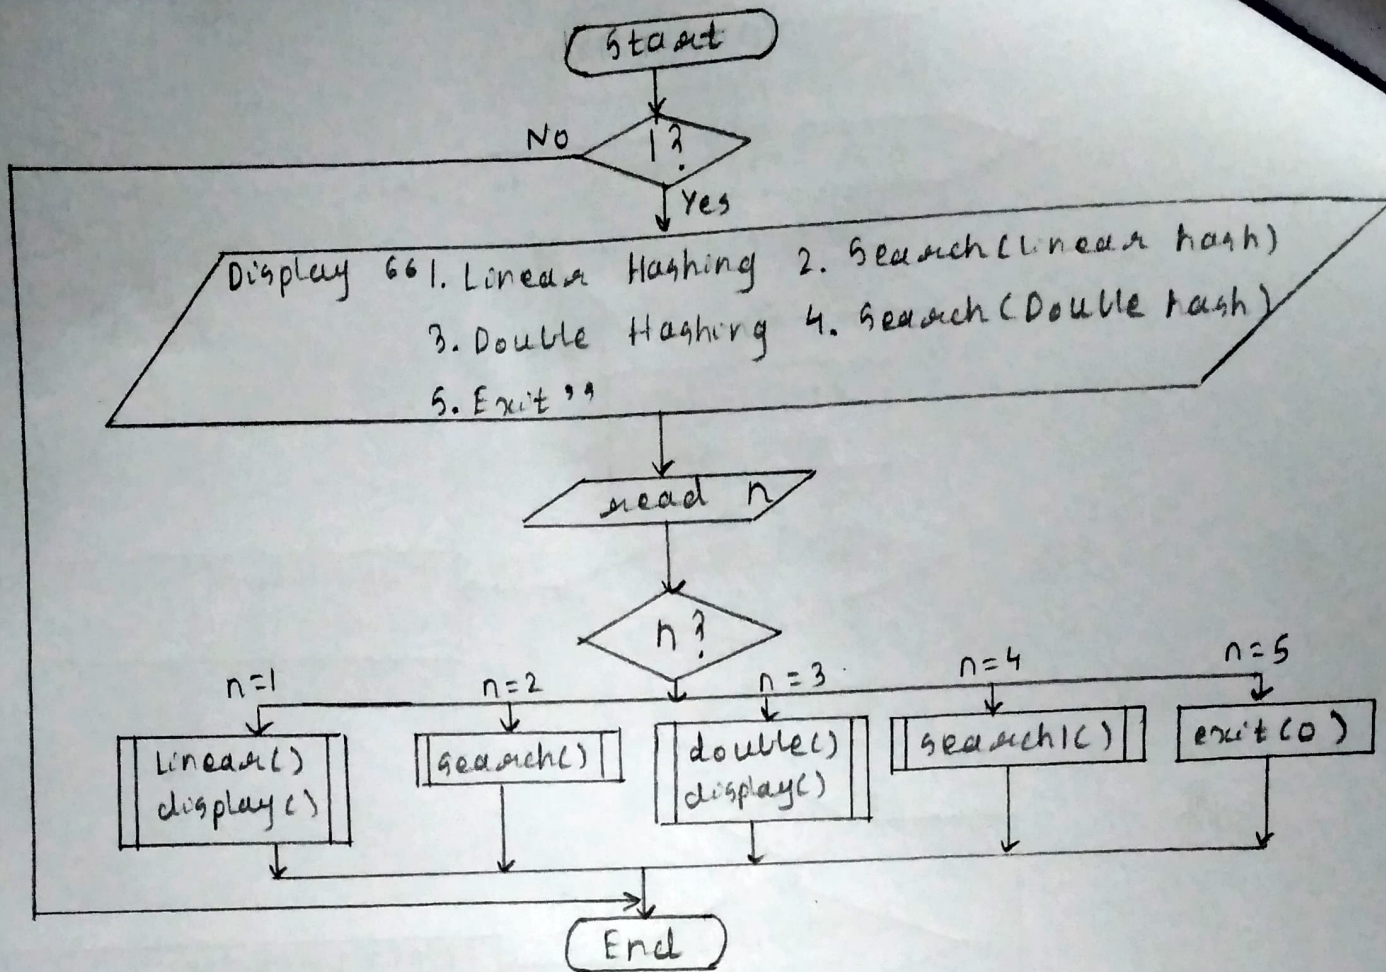 Start
1?
No
Yes
Display "1. Linear Hashing 2. Search(linear hash)
3. Double Hashing 4. Search(Double hash)
5. Exit"
read n
n?
n=1
n=2
n=3
n=4
n=5
linear()
display()
search()
double()
display()
search1()
exit(0)
End